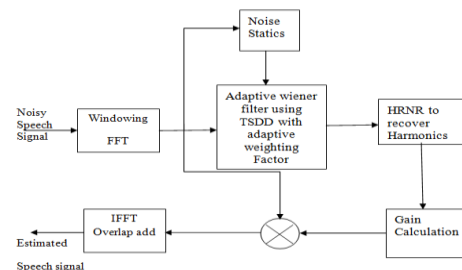 Noise
Statics
Noisy
Speech
Signal
Windowing
FFT
Adaptive wiener
filter using
TSDD with
adaptive
weighting
Factor
HRNR to
recover
Harmonics
IFFT
Overlap add
Gain
Calculation
Estimated
Speech signal